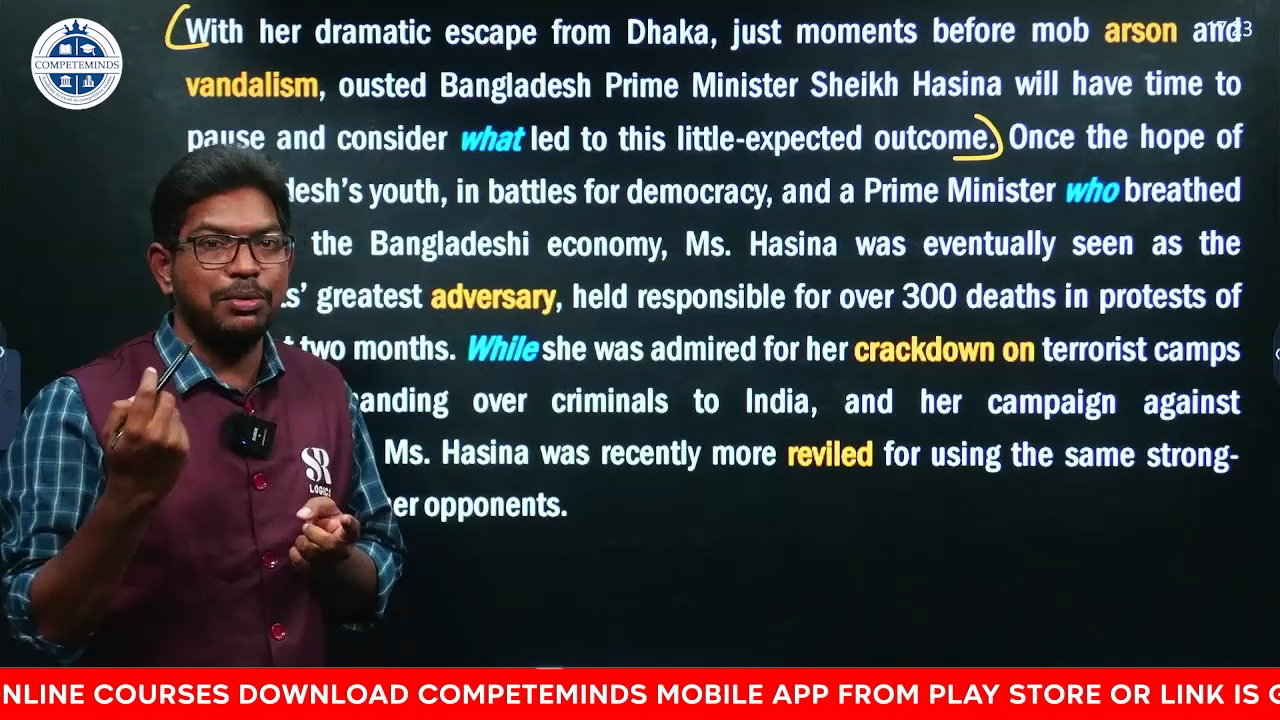 COMPETEMINDS
With her dramatic escape from Dhaka, just moments before mob arson and
vandalism, ousted Bangladesh Prime Minister Sheikh Hasina will have time to
pause and consider what led to this little-expected outcome. Once the hope of
desh's youth, in battles for democracy, and a Prime Minister who breathed
the Bangladeshi economy, Ms. Hasina was eventually seen as the
greatest adversary, held responsible for over 300 deaths in protests of
two months. While she was admired for her crackdown on terrorist camps
anding over criminals to India, and her campaign against
Ms. Hasina was recently more reviled for using the same strong-
er opponents.
SR
LOGICS
NLINE COURSES DOWNLOAD COMPETEMINDS MOBILE APP FROM PLAY STORE OR LINK IS G